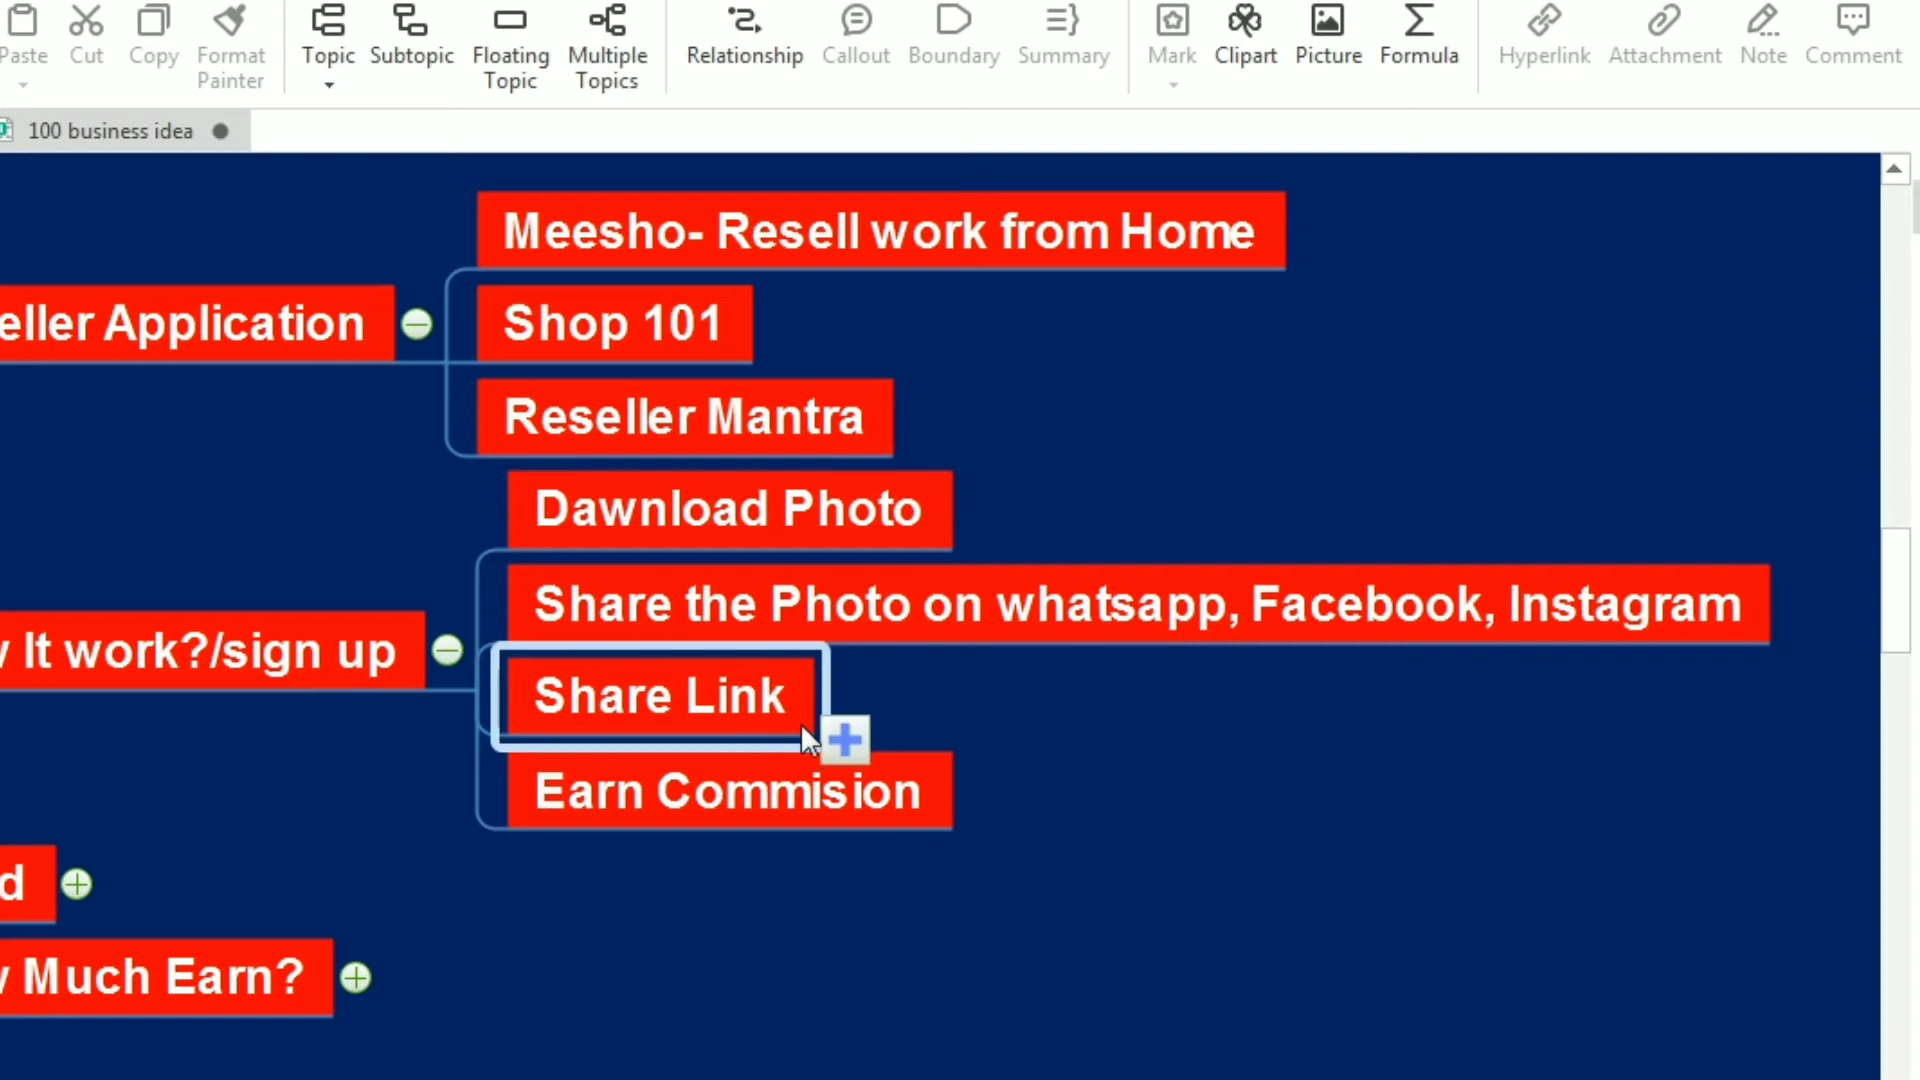 Paste Cut Copy Format Painter Topic Subtopic Floating Topic Multiple Topics Relationship Callout Boundary Summary Mark Clipart Picture Formula Hyperlink Attachment Note Comment
100 business idea
Meesho- Resell work from Home
eller Application
Shop 101
Reseller Mantra
Dawnload Photo
Share the Photo on whatsapp, Facebook, Instagram
It work?/sign up
Share Link
Earn Commision
d
Much Earn?